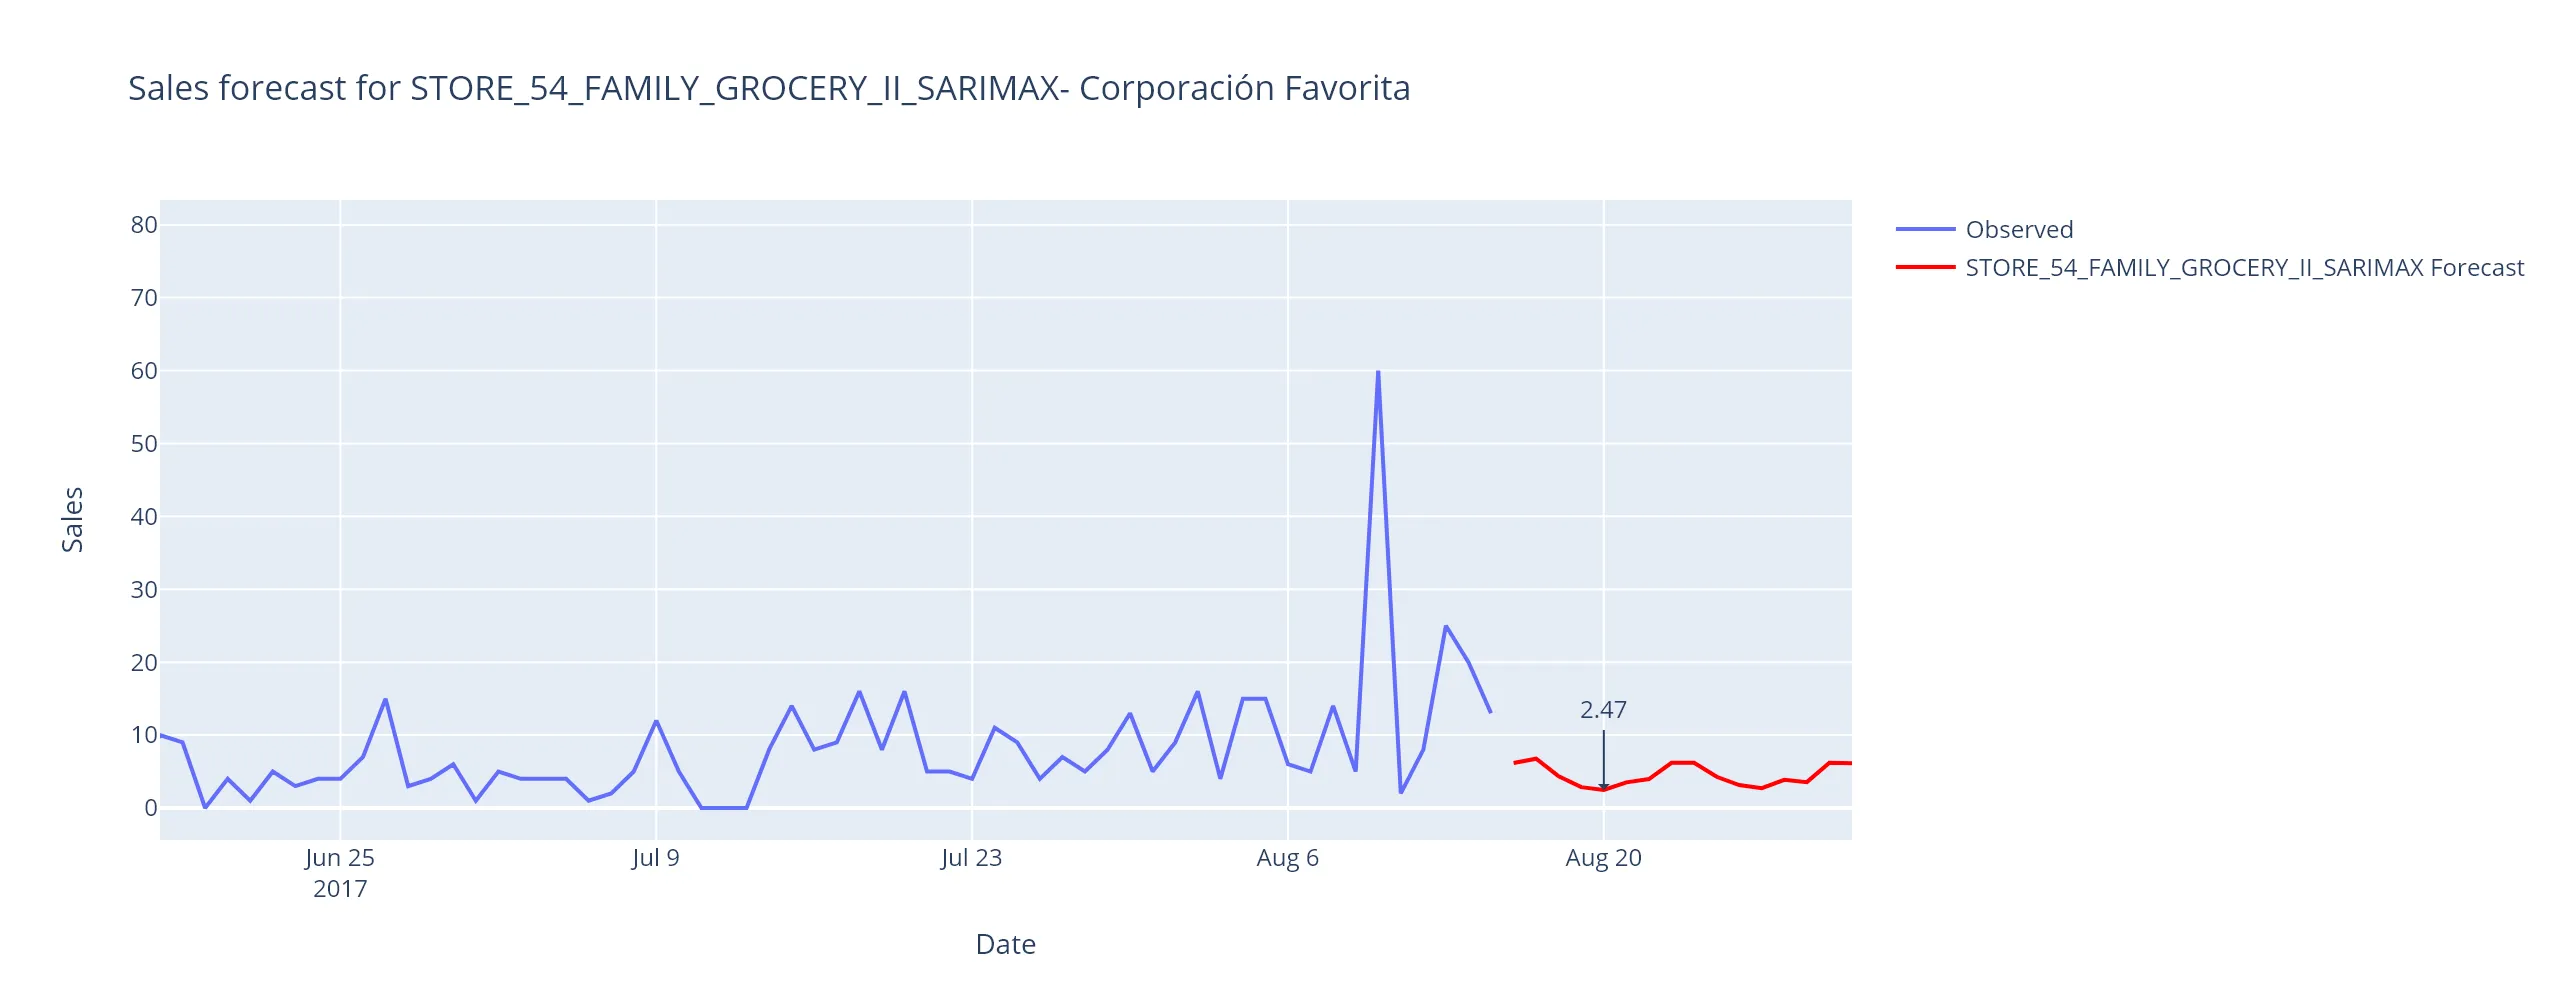 Sales forecast for STORE_54_FAMILY_GROCERY_II_SARIMAX- Corporación Favorita
Observed
STORE_54_FAMILY_GROCERY_II_SARIMAX Forecast
Sales
80
70
60
50
40
30
20
10
0
2.47
Jun 25
2017
Jul 9
Jul 23
Aug 6
Aug 20
Date